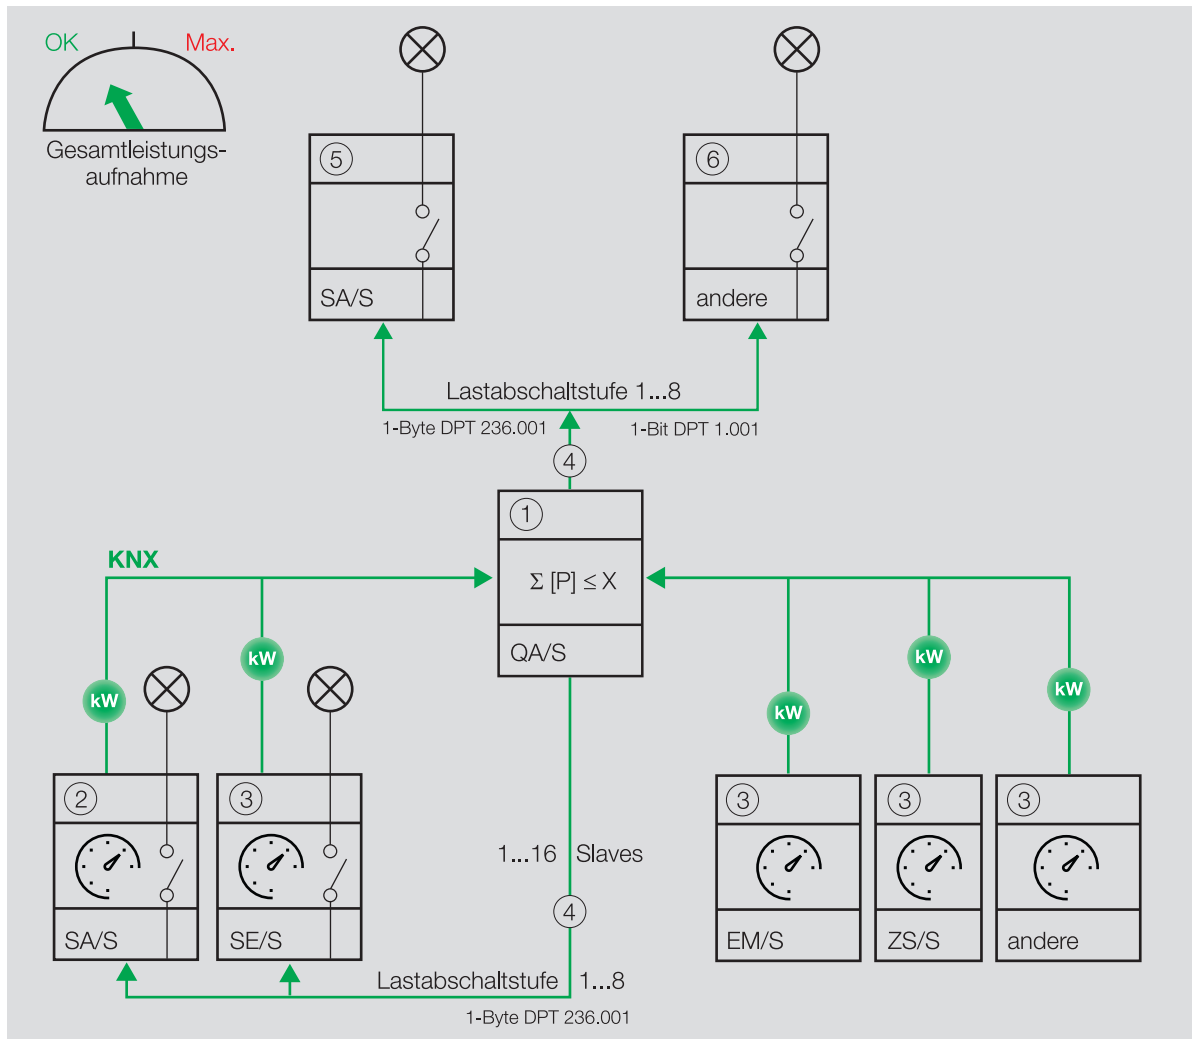 OK Max.
Gesamtleistungs-
aufnahme
5
SA/S
6
andere
Lastabschaltstufe 1...8
1-Byte DPT 236.001
1-Bit DPT 1.001
4
1
Σ [P] ≤ X
QA/S
KNX
kW
kW
kW
kW
kW
2
SA/S
3
SE/S
1...16 Slaves
4
Lastabschaltstufe 1...8
1-Byte DPT 236.001
3
EM/S
3
ZS/S
3
andere